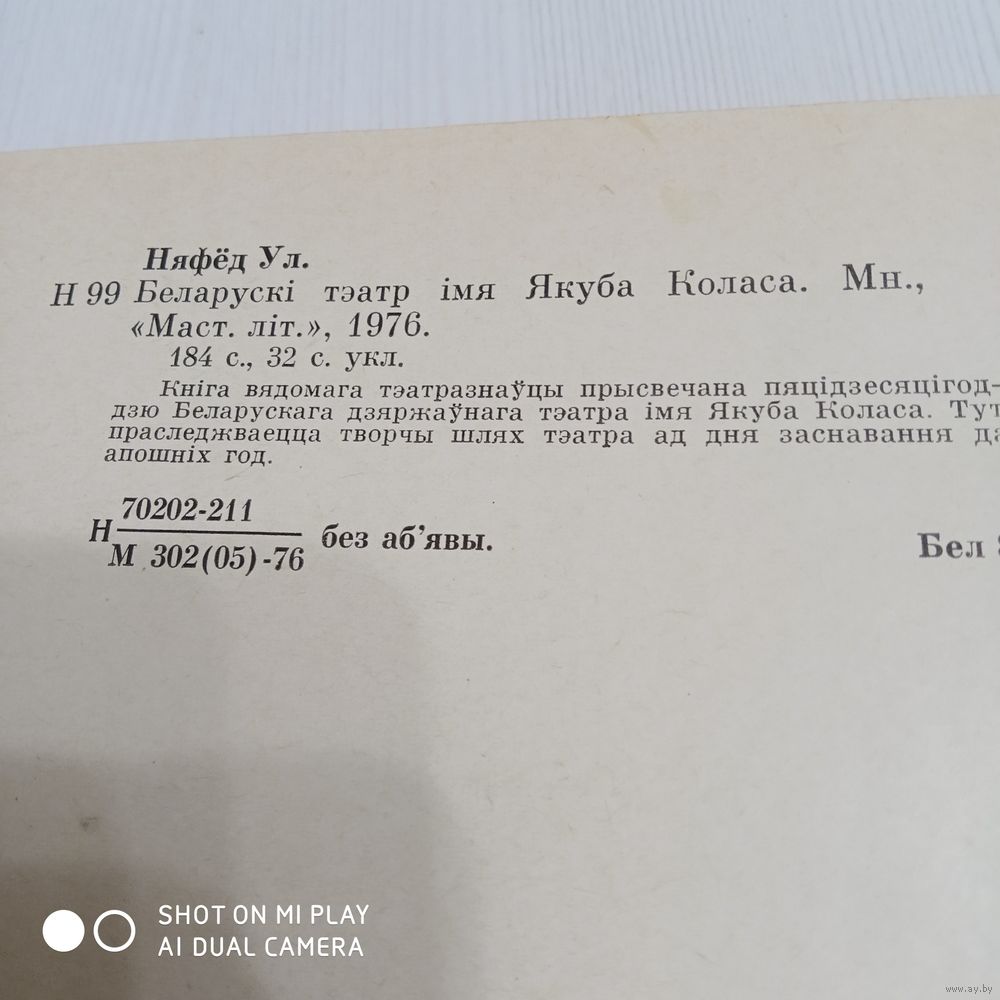 Няфёд Ул.
Н 99 Беларускі тэатр імя Якуба Коласа. Мн.,
«Маст. літ.», 1976.
184 с., 32 с. укл.
Кніга вядомага тэатразнаўцы прысвечана пяцідзесяцігод-
дзю Беларускага дзяржаўнага тэатра імя Якуба Коласа. Тут
праследжваецца творчы шлях тэатра ад дня заснавання да
апошніх год.
70202-211
Н
М 302(05)-76
без аб’явы.
Бел
SHOT ON MI PLAY
AI DUAL CAMERA
www.ay.by